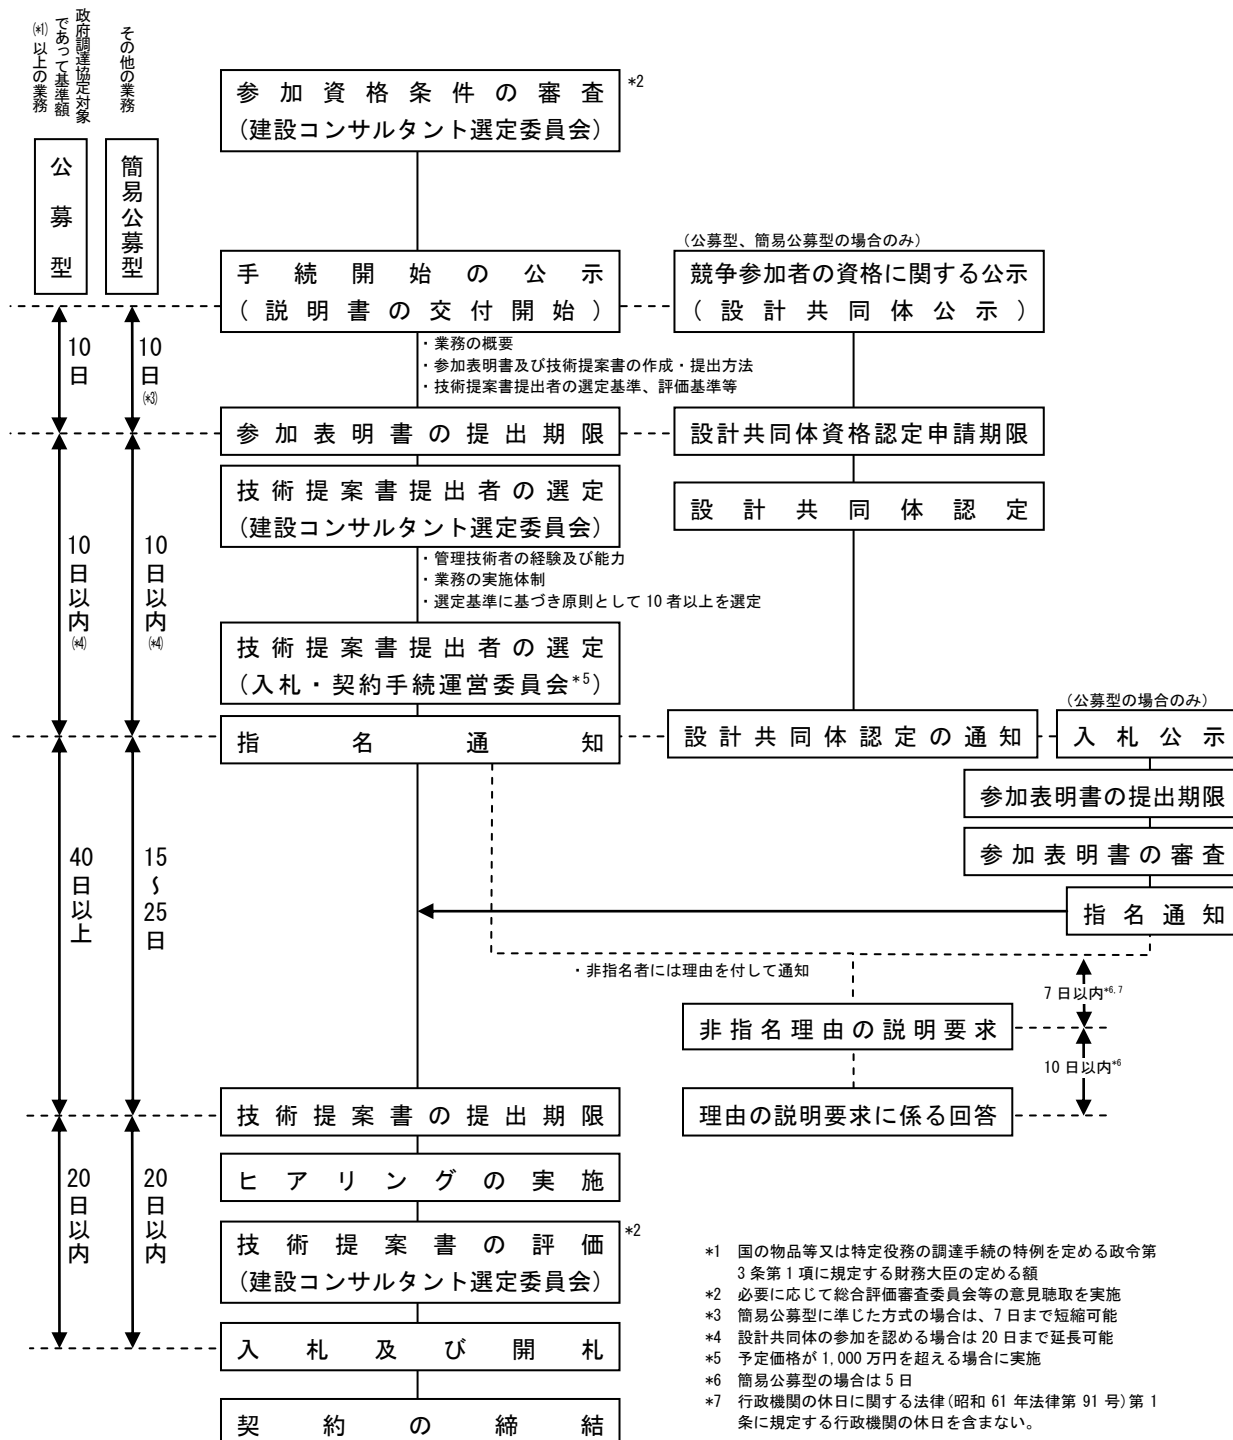 政府調達協定対象
であって基準額
(*1)以上の業務
その他の業務
公募型
簡易公募型
参加資格条件の審査 *2
(建設コンサルタント選定委員会)
手続開始の公示
(説明書の交付開始)
(公募型、簡易公募型の場合のみ)
競争参加者の資格に関する公示
(設計共同体公示)
10日
10日(*3)
・業務の概要
・参加表明書及び技術提案書の作成・提出方法
・技術提案書提出者の選定基準、評価基準等
参加表明書の提出期限
設計共同体資格認定申請期限
技術提案書提出者の選定
(建設コンサルタント選定委員会)
設計共同体認定
10日以内(*4)
10日以内(*4)
・管理技術者の経験及び能力
・業務の実施体制
・選定基準に基づき原則として 10 者以上を選定
技術提案書提出者の選定
(入札・契約手続運営委員会*5)
(公募型の場合のみ)
指名通知
設計共同体認定の通知
入札公示
参加表明書の提出期限
参加表明書の審査
指名通知
40日以上
15～25日
・非指名者には理由を付して通知
7 日以内*6,7
非指名理由の説明要求
10 日以内*6
技術提案書の提出期限
理由の説明要求に係る回答
ヒアリングの実施
20日以内
20日以内
技術提案書の評価 *2
(建設コンサルタント選定委員会)
入札及び開札
契約の締結
*1 国の物品等又は特定役務の調達手続の特例を定める政令第
3 条第 1 項に規定する財務大臣の定める額
*2 必要に応じて総合評価審査委員会等の意見聴取を実施
*3 簡易公募型に準じた方式の場合は、7 日まで短縮可能
*4 設計共同体の参加を認める場合は 20 日まで延長可能
*5 予定価格が 1,000 万円を超える場合に実施
*6 簡易公募型の場合は 5 日
*7 行政機関の休日に関する法律(昭和 61 年法律第 91 号)第 1
条に規定する行政機関の休日を含まない。